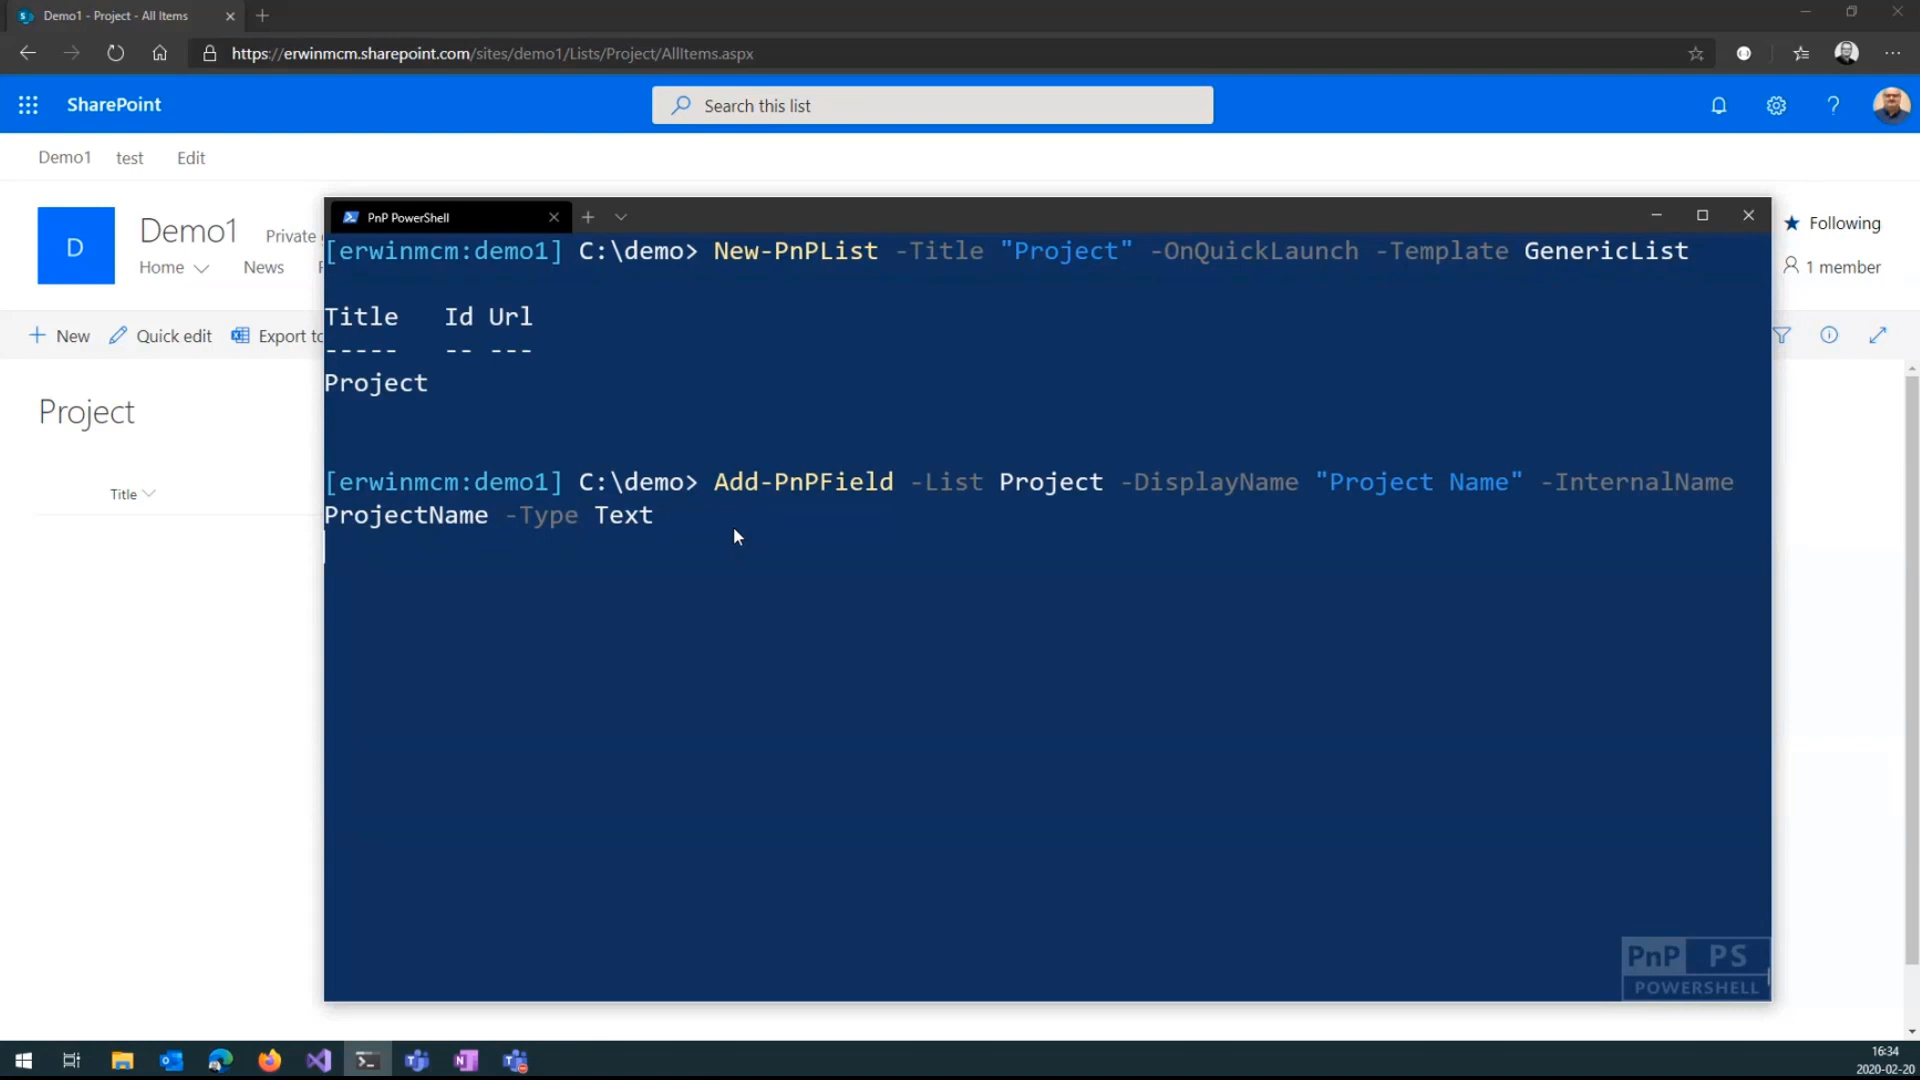 Demo1 - Project - All Items
https://erwinmcm.sharepoint.com/sites/demo1/Lists/Project/AllItems.aspx
SharePoint
Search this list
Demo1 test Edit
D
Demo1 Private
Home News
Following
1 member
New Quick edit Export to
Project
Title
PnP PowerShell
[erwinmcm:demo1] C:\demo> New-PnPList -Title "Project" -OnQuickLaunch -Template GenericList
Title Id Url
----- -- ---
Project
[erwinmcm:demo1] C:\demo> Add-PnPField -List Project -DisplayName "Project Name" -InternalName
ProjectName -Type Text
PnP PS
POWERSHELL
16:34
2020-02-20